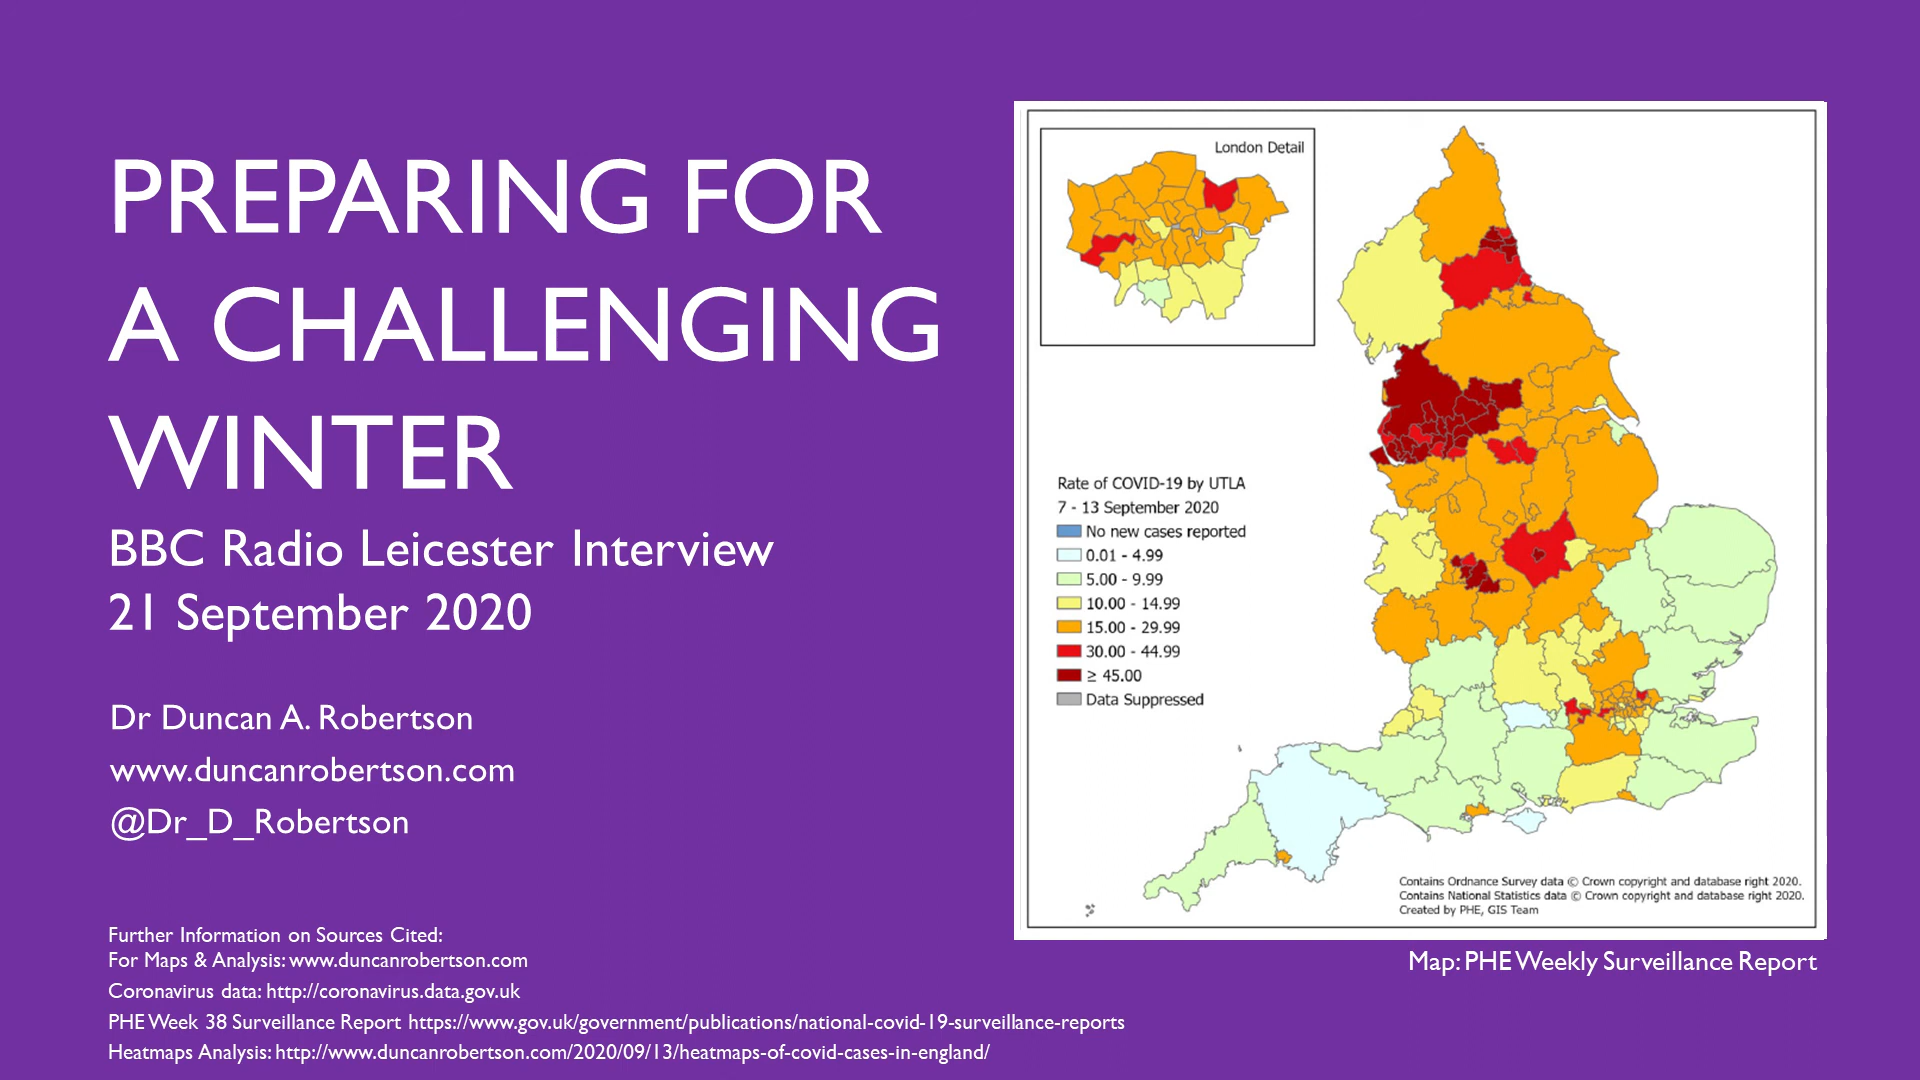 PREPARING FOR
A CHALLENGING
WINTER
BBC Radio Leicester Interview
21 September 2020
Dr Duncan A. Robertson
www.duncanrobertson.com
@Dr_D_Robertson
Further Information on Sources Cited:
For Maps & Analysis: www.duncanrobertson.com
Coronavirus data: http://coronavirus.data.gov.uk
PHE Week 38 Surveillance Report https://www.gov.uk/government/publications/national-covid-19-surveillance-reports
Heatmaps Analysis: http://www.duncanrobertson.com/2020/09/13/heatmaps-of-covid-cases-in-england/
London Detail
Rate of COVID-19 by UTLA
7 - 13 September 2020
No new cases reported
0.01 - 4.99
5.00 - 9.99
10.00 - 14.99
15.00 - 29.99
30.00 - 44.99
≥ 45.00
Data Suppressed
Contains Ordnance Survey data © Crown copyright and database right 2020.
Contains National Statistics data © Crown copyright and database right 2020.
Created by PHE, GIS Team
Map: PHE Weekly Surveillance Report